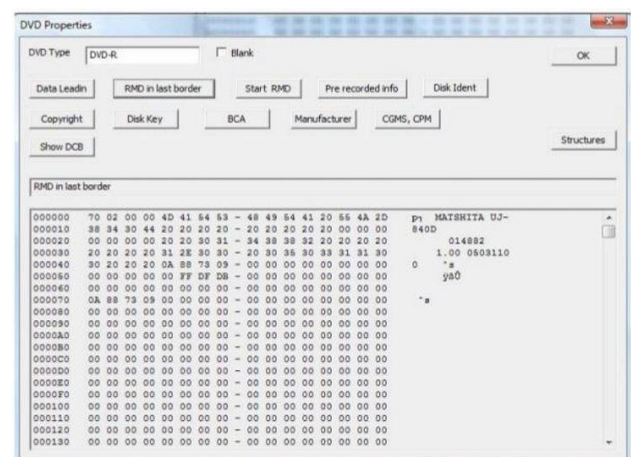 DVD Properties
DVD Type DVD-R Blank OK
Data Leadin RMD in last border Start RMD Pre recorded info Disk Ident
Copyright Disk Key BCA Manufacturer CGMS, CPM
Show DCB Structures
RMD in last border
000000 70 02 00 00 4D 41 54 53 - 48 49 54 41 20 55 4A 2D MATSHITA UJ-
000010 38 34 30 44 20 20 20 20 - 20 20 20 20 20 00 00 00 840D
000020 00 00 00 00 20 20 30 31 - 34 38 38 32 20 20 20 20 014882
000030 20 20 20 20 31 2E 30 30 - 20 30 35 30 33 31 31 30 1.00 0503110
000040 30 20 20 20 0A 88 73 09 - 00 00 00 00 00 00 00 00 0 ˆs
000050 00 00 00 00 00 FF DF DB - 00 00 00 00 00 00 00 00 ÿßÛ
000060 00 00 00 00 00 00 00 00 - 00 00 00 00 00 00 00 00
000070 0A 88 73 09 00 00 00 00 - 00 00 00 00 00 00 00 00 ˆs
000080 00 00 00 00 00 00 00 00 - 00 00 00 00 00 00 00 00
000090 00 00 00 00 00 00 00 00 - 00 00 00 00 00 00 00 00
0000A0 00 00 00 00 00 00 00 00 - 00 00 00 00 00 00 00 00
0000B0 00 00 00 00 00 00 00 00 - 00 00 00 00 00 00 00 00
0000C0 00 00 00 00 00 00 00 00 - 00 00 00 00 00 00 00 00
0000D0 00 00 00 00 00 00 00 00 - 00 00 00 00 00 00 00 00
0000E0 00 00 00 00 00 00 00 00 - 00 00 00 00 00 00 00 00
0000F0 00 00 00 00 00 00 00 00 - 00 00 00 00 00 00 00 00
000100 00 00 00 00 00 00 00 00 - 00 00 00 00 00 00 00 00
000110 00 00 00 00 00 00 00 00 - 00 00 00 00 00 00 00 00
000120 00 00 00 00 00 00 00 00 - 00 00 00 00 00 00 00 00
000130 00 00 00 00 00 00 00 00 - 00 00 00 00 00 00 00 00